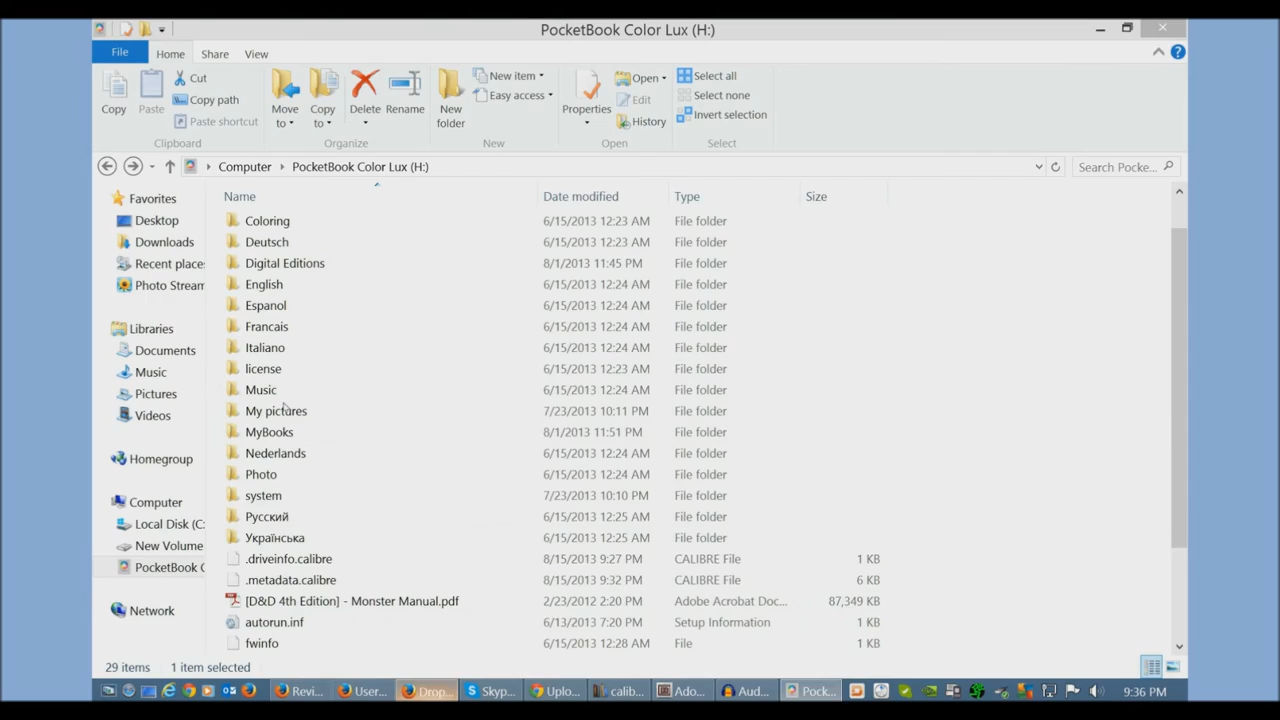 PocketBook Color Lux (H:)
File Home Share View
Copy Paste Cut Copy path Paste shortcut Move to Copy to Delete Rename New folder New item Easy access Properties Open Edit History Select all Select none Invert selection
Clipboard Organize New Open Select
Computer PocketBook Color Lux (H:) Search Pocke...
Name Date modified Type Size
Favorites
Desktop
Downloads
Recent places
Photo Stream
Libraries
Documents
Music
Pictures
Videos
Homegroup
Computer
Local Disk (C:
New Volume
PocketBook C
Network
Coloring 6/15/2013 12:23 AM File folder
Deutsch 6/15/2013 12:23 AM File folder
Digital Editions 8/1/2013 11:45 PM File folder
English 6/15/2013 12:24 AM File folder
Espanol 6/15/2013 12:24 AM File folder
Francais 6/15/2013 12:24 AM File folder
Italiano 6/15/2013 12:24 AM File folder
license 6/15/2013 12:23 AM File folder
Music 6/15/2013 12:24 AM File folder
My pictures 7/23/2013 10:11 PM File folder
MyBooks 8/1/2013 11:51 PM File folder
Nederlands 6/15/2013 12:24 AM File folder
Photo 6/15/2013 12:24 AM File folder
system 7/23/2013 10:10 PM File folder
Русский 6/15/2013 12:25 AM File folder
Українська 6/15/2013 12:25 AM File folder
.driveinfo.calibre 8/15/2013 9:27 PM CALIBRE File 1 KB
.metadata.calibre 8/15/2013 9:32 PM CALIBRE File 6 KB
[D&D 4th Edition] - Monster Manual.pdf 2/23/2012 2:20 PM Adobe Acrobat Doc... 87,349 KB
autorun.inf 6/13/2013 7:20 PM Setup Information 1 KB
fwinfo 6/15/2013 12:28 AM File 1 KB
29 items 1 item selected
Revi... User... Drop... Skyp... Uplo... calib... Ado... Aud... Pock... 9:36 PM